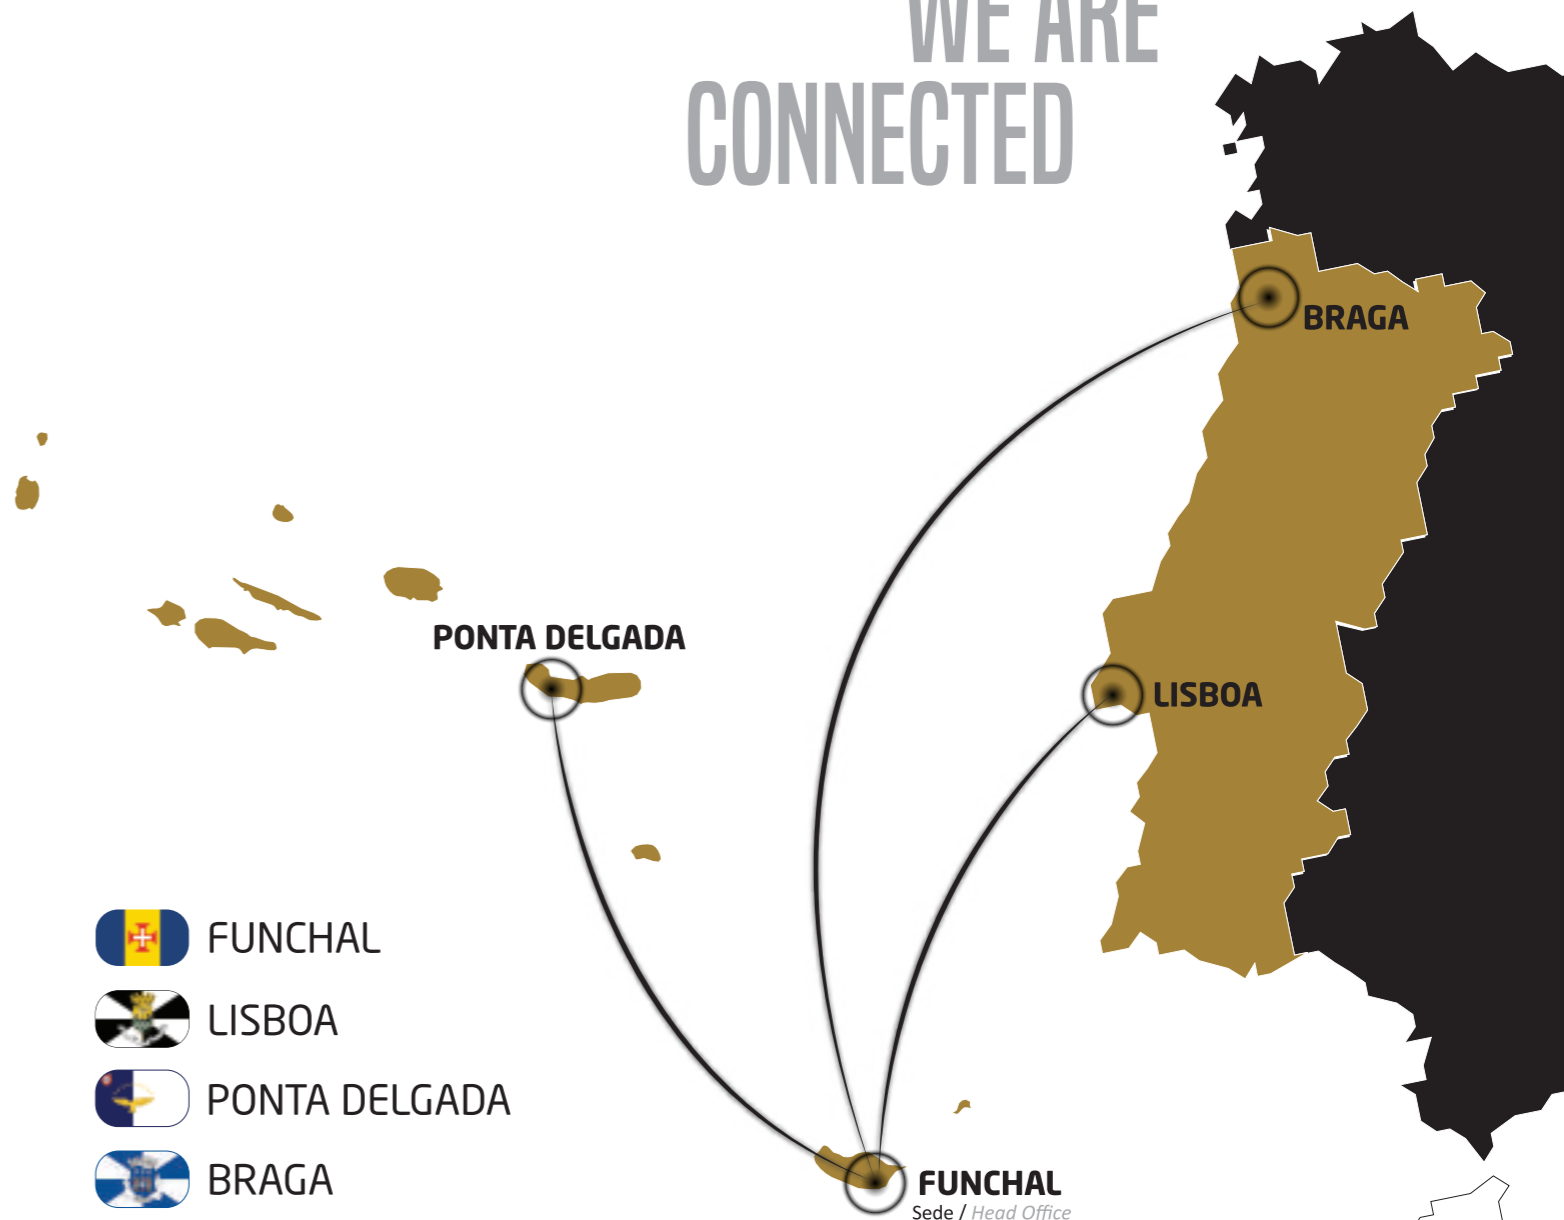 WE ARE
CONNECTED
BRAGA
PONTA DELGADA
LISBOA
FUNCHAL
LISBOA
PONTA DELGADA
BRAGA
FUNCHAL
Sede / Head Office